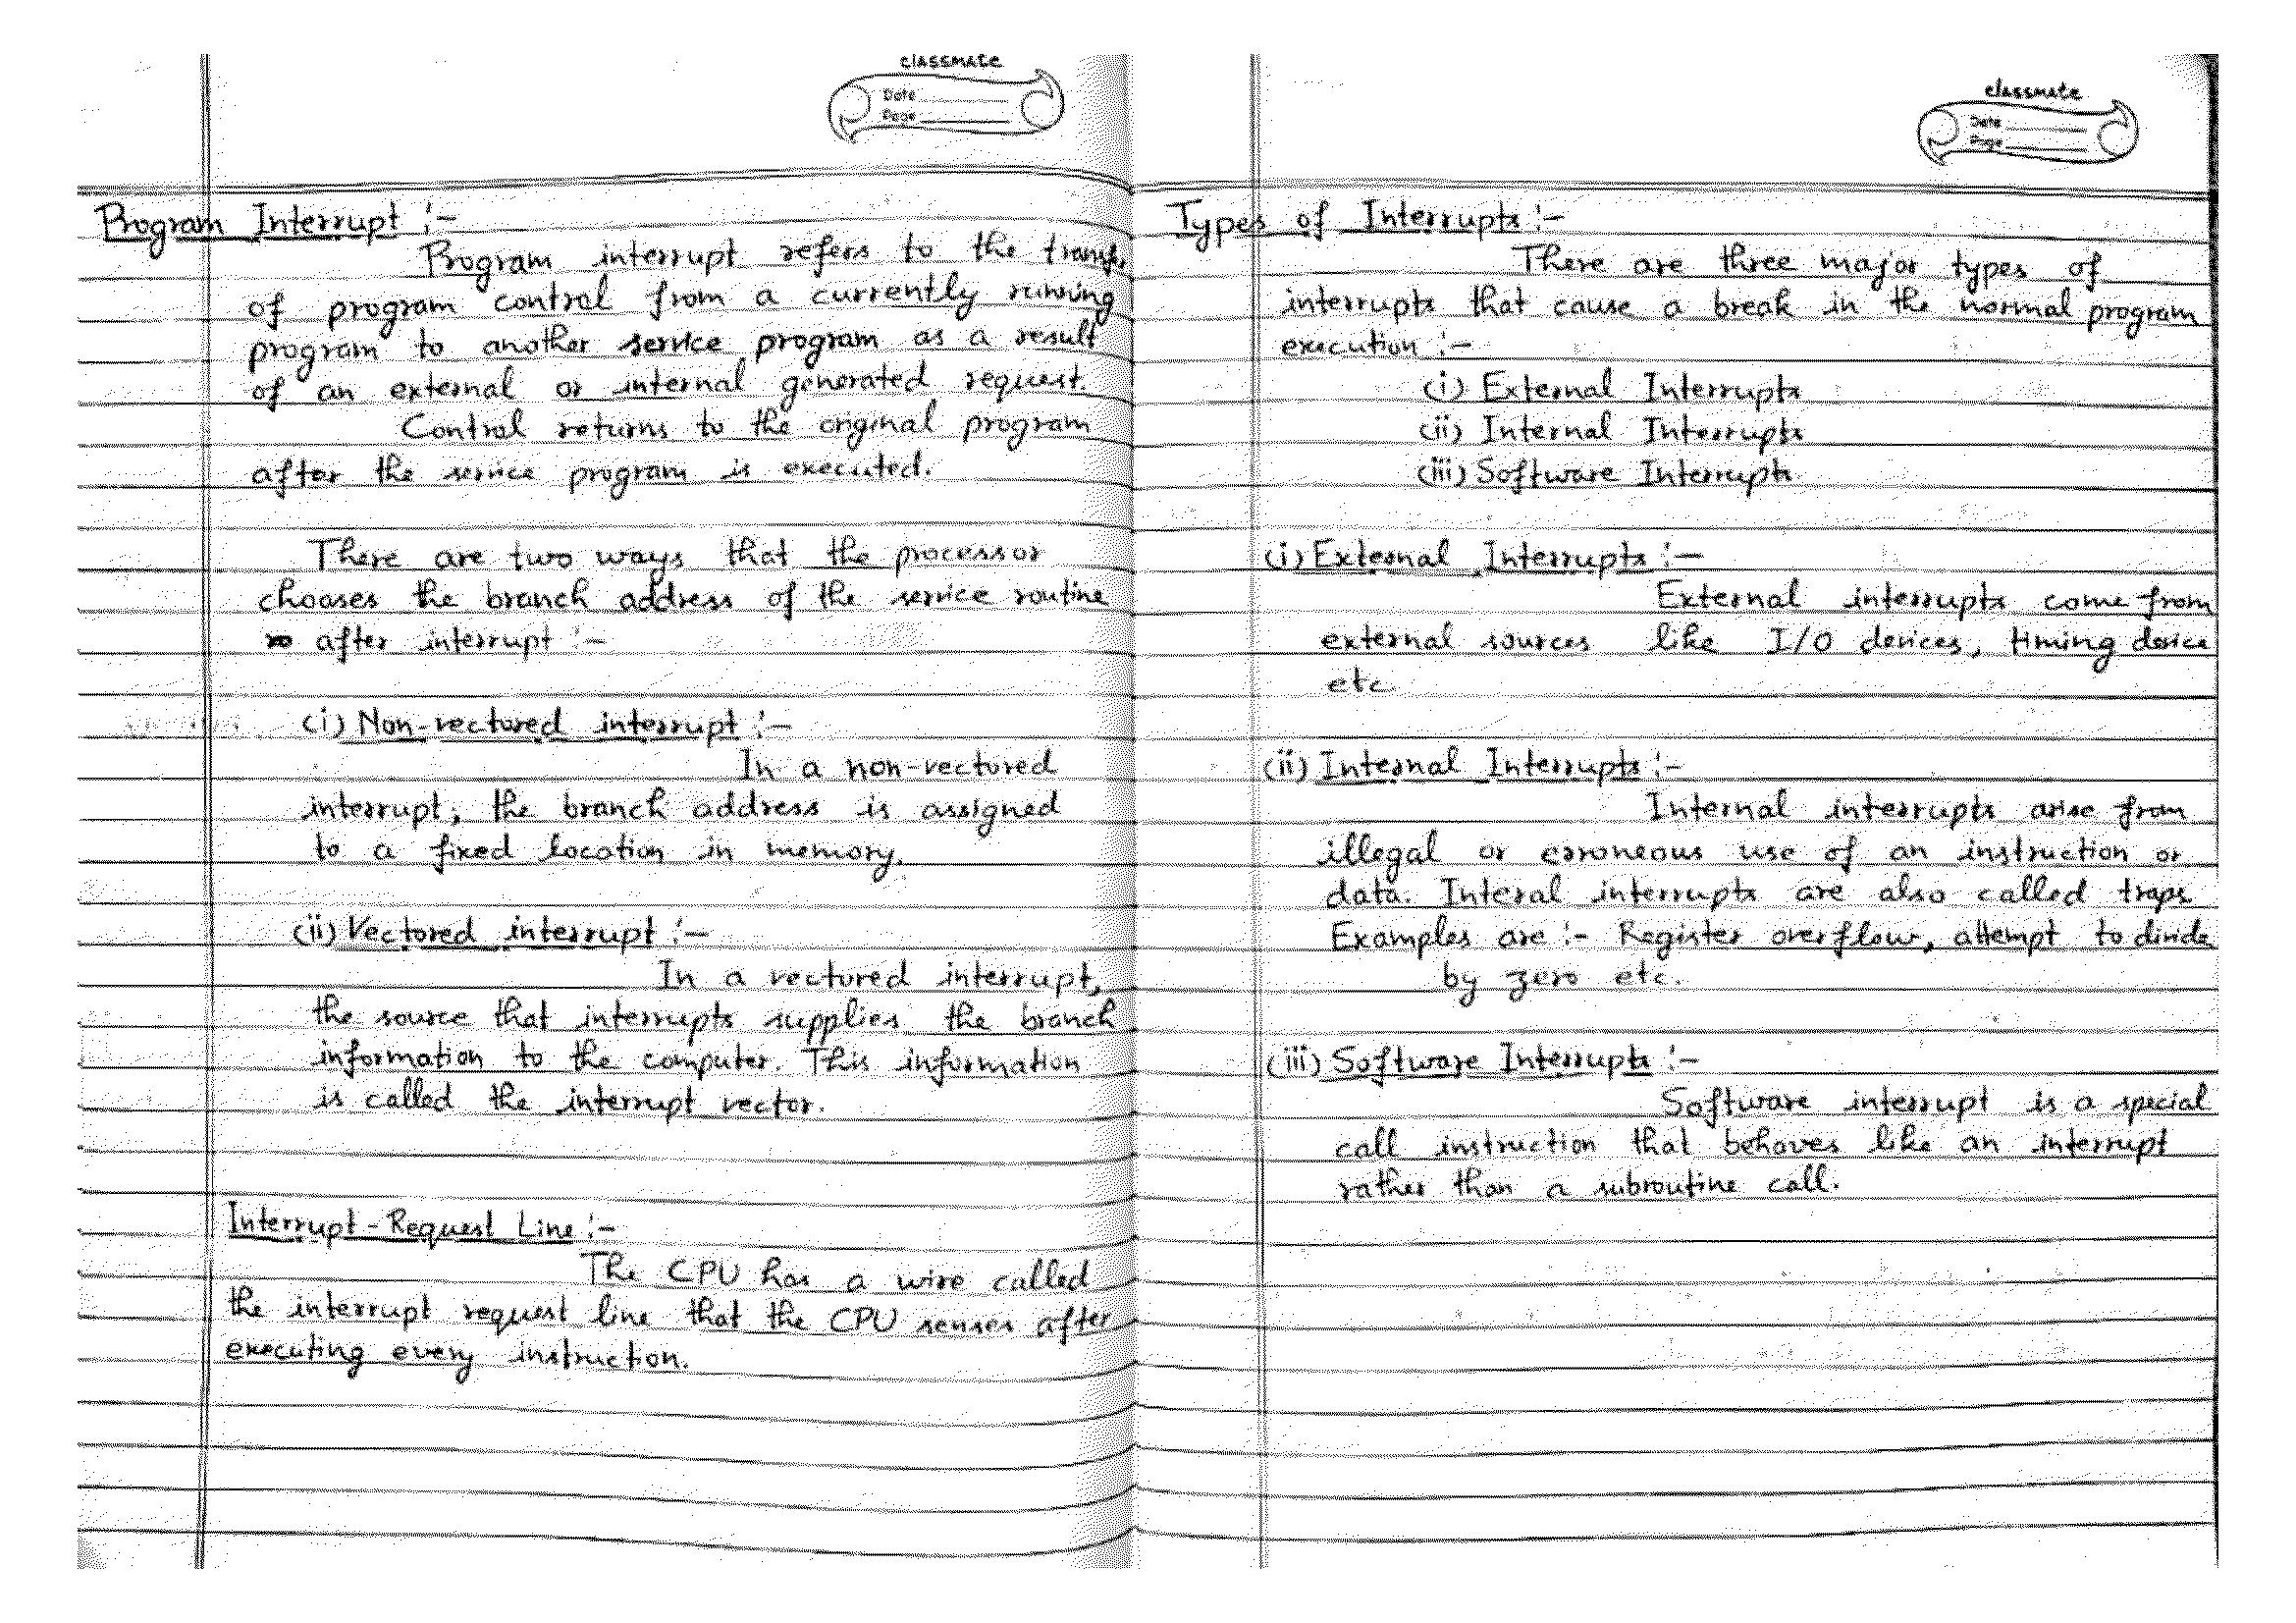 classmate
Date
Page
Program Interrupt :-
Program interrupt refers to the transfe
of program control from a currently running
program to another service program as a result
of an external or internal generated request.
Control returns to the original program
after the service program is executed.
There are two ways that the processor
chooses the branch address of the service routine
after interrupt :-
(i) Non-vectured interrupt :-
In a non-vectured
interrupt, the branch address is assigned
to a fixed location in memory.
(ii) Vectored interrupt :-
In a vectured interrupt,
the source that interrupts supplies the branch
information to the computer. This information
is called the interrupt vector.
Interrupt-Request Line :-
The CPU has a wire called
the interrupt request line that the CPU senses after
executing every instruction.
classmate
Date
Page
Types of Interrupts :-
There are three major types of
interrupts that cause a break in the normal program
execution :-
(i) External Interrupts
(ii) Internal Interrupts
(iii) Software Interrupts
(i) External Interrupts :-
External interrupts come from
external sources like I/O devices, timing device
etc.
(ii) Internal Interrupts :-
Internal interrupts arise from
illegal or erroneous use of an instruction or
data. Interal interrupts are also called traps.
Examples are :- Register overflow, attempt to divide
by zero etc.
(iii) Software Interrupts :-
Software interrupt is a special
call instruction that behaves like an interrupt
rather than a subroutine call.